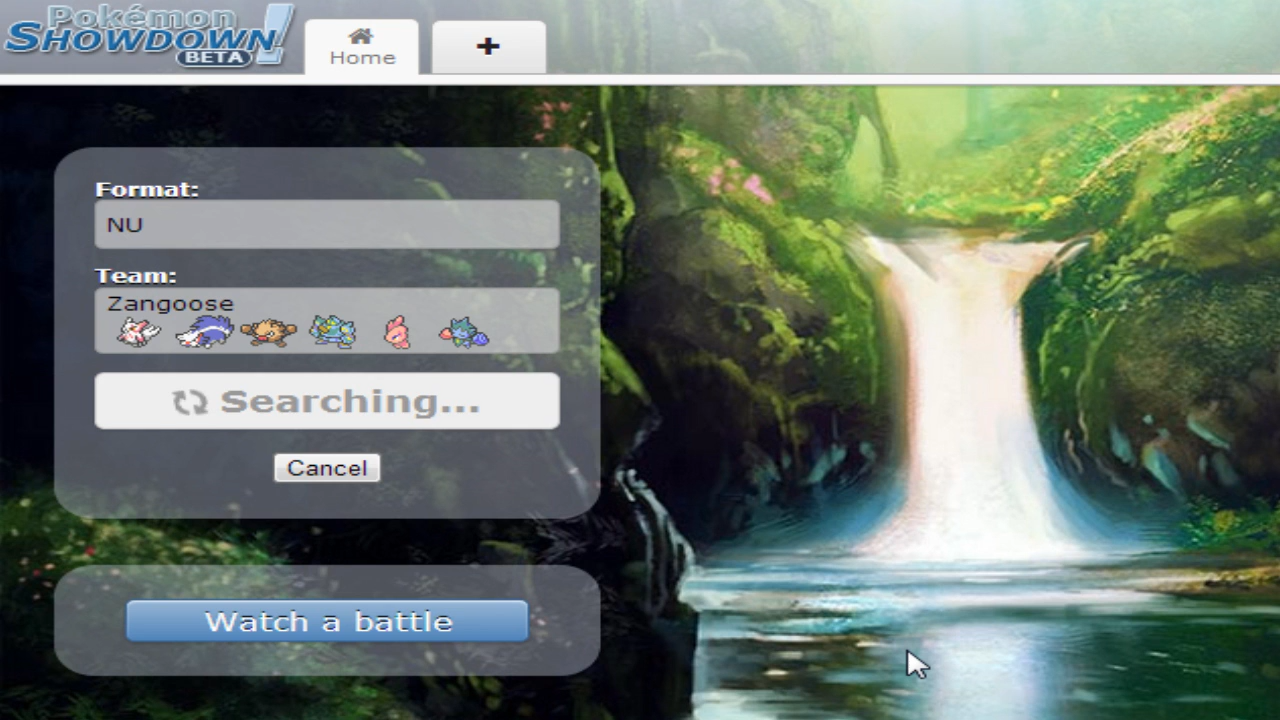 Pokémon
SHOWDOWN!
BETA
Home
+
Format:
NU
Team:
Zangoose
Searching...
Cancel
Watch a battle